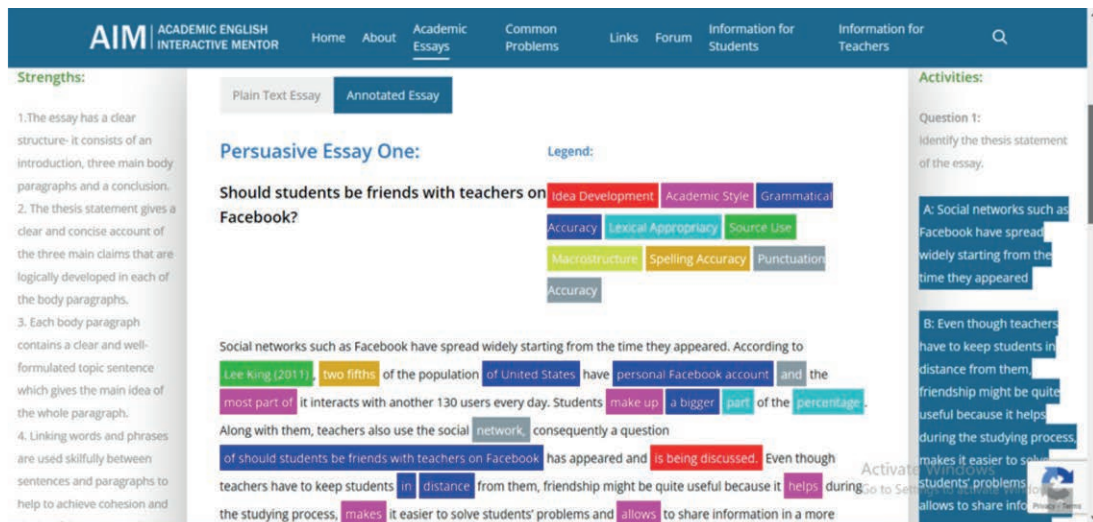 AIM ACADEMIC ENGLISH INTERACTIVE MENTOR
Home About Academic Essays Common Problems Links Forum Information for Students Information for Teachers
Strengths:
1.The essay has a clear
structure- it consists of an
introduction, three main body
paragraphs and a conclusion.
2. The thesis statement gives a
clear and concise account of
the three main claims that are
logically developed in each of
the body paragraphs.
3. Each body paragraph
contains a clear and well-
formulated topic sentence
which gives the main idea of
the whole paragraph.
4. Linking words and phrases
are used skilfully between
sentences and paragraphs to
help to achieve cohesion and
Plain Text Essay Annotated Essay
Persuasive Essay One:
Should students be friends with teachers on
Facebook?
Legend:
Idea Development Academic Style Grammatical
Accuracy Lexical Appropriacy Source Use
Macrostructure Spelling Accuracy Punctuation
Accuracy
Social networks such as Facebook have spread widely starting from the time they appeared. According to
Lee King (2011), two fifths of the population of United States have personal Facebook account and the
most part of it interacts with another 130 users every day. Students make up a bigger part of the percentage.
Along with them, teachers also use the social network, consequently a question
of should students be friends with teachers on Facebook has appeared and is being discussed. Even though
teachers have to keep students in distance from them, friendship might be quite useful because it helps during
the studying process, makes it easier to solve students' problems and allows to share information in a more
Activities:
Question 1:
Identify the thesis statement
of the essay.
A: Social networks such as
Facebook have spread
widely starting from the
time they appeared
B: Even though teachers
have to keep students in
distance from them,
friendship might be quite
useful because it helps
during the studying process,
makes it easier to solve
students' problems
allows to share
Activate Windows
Go to Settings to activate Windows
Privacy - Terms